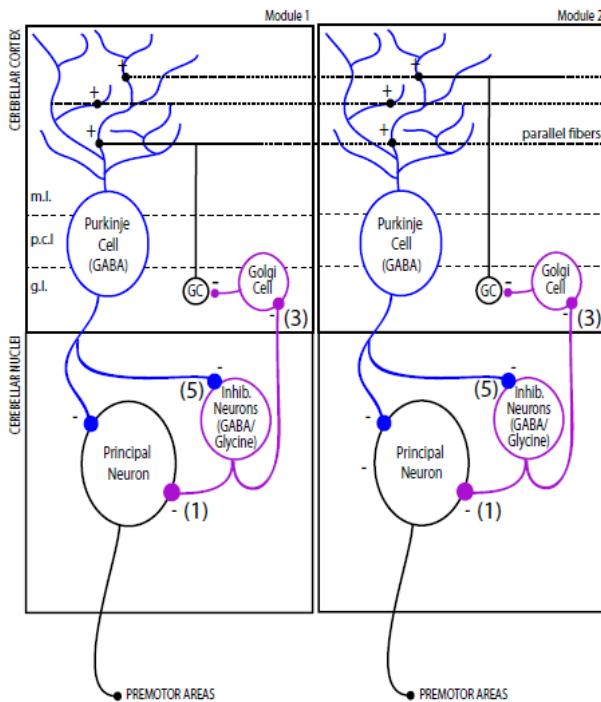 Module 1
Module 2
CEREBELLAR CORTEX
+
+
+
+
+
+
parallel fibers
m.l.
p.c.l
g.l.
Purkinje
Cell
(GABA)
GC
-
Golgi
Cell
- (3)
Purkinje
Cell
(GABA)
GC
-
Golgi
Cell
- (3)
CEREBELLAR NUCLEI
-
(5)
-
Inhib.
Neurons
(GABA/
Glycine)
Principal
Neuron
- (1)
-
(5)
-
Inhib.
Neurons
(GABA/
Glycine)
-
Principal
Neuron
- (1)
PREMOTOR AREAS
PREMOTOR AREAS